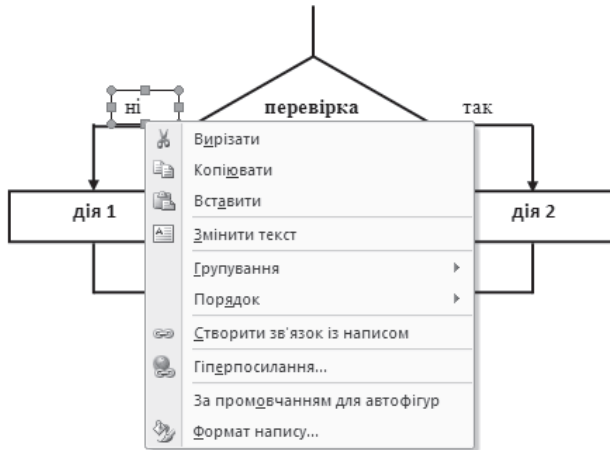 ні
перевірка
так
дія 1
дія 2
Вирізати
Копіювати
Вставити
Змінити текст
Групування
Порядок
Створити зв'язок із написом
Гіперпосилання...
За промовчанням для автофігур
Формат напису...